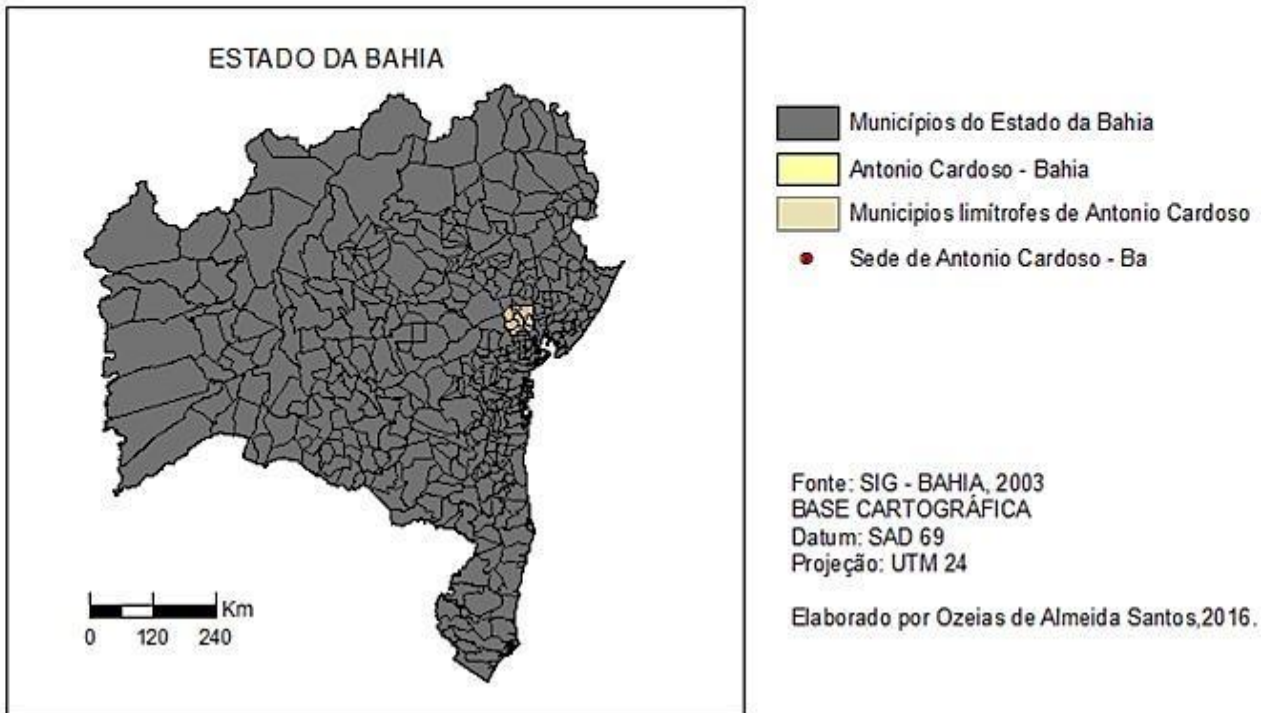 ESTADO DA BAHIA
Km
0 120 240
Municípios do Estado da Bahia
Antonio Cardoso - Bahia
Municipios limítrofes de Antonio Cardoso
Sede de Antonio Cardoso - Ba
Fonte: SIG - BAHIA, 2003
BASE CARTOGRÁFICA
Datum: SAD 69
Projeção: UTM 24
Elaborado por Ozeias de Almeida Santos,2016.